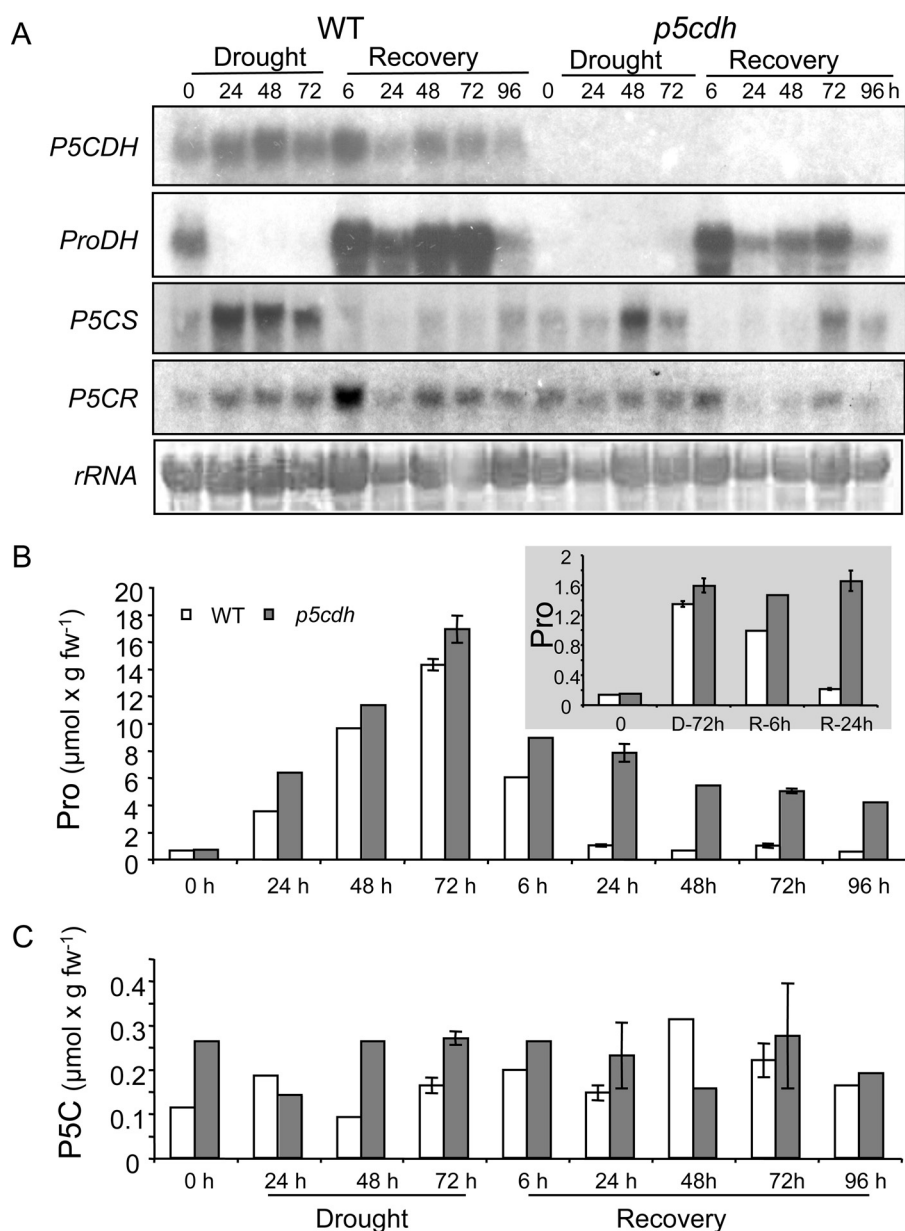 A
WT p5cdh
Drought Recovery Drought Recovery
0 24 48 72 6 24 48 72 96 0 24 48 72 6 24 48 72 96 h
P5CDH
ProDH
P5CS
P5CR
rRNA
B
Pro (μmol x g fw⁻¹)
20
18
16
14
12
10
8
6
4
2
0
WT p5cdh
0 h 24 h 48 h 72 h 6 h 24 h 48h 72h 96 h
Pro
2
1.6
1.2
0.8
0.4
0
0 D-72h R-6h R-24h
C
P5C (μmol x g fw⁻¹)
0.4
0.3
0.2
0.1
0
0 h 24 h 48 h 72 h 6 h 24 h 48 h 72h 96 h
Drought Recovery